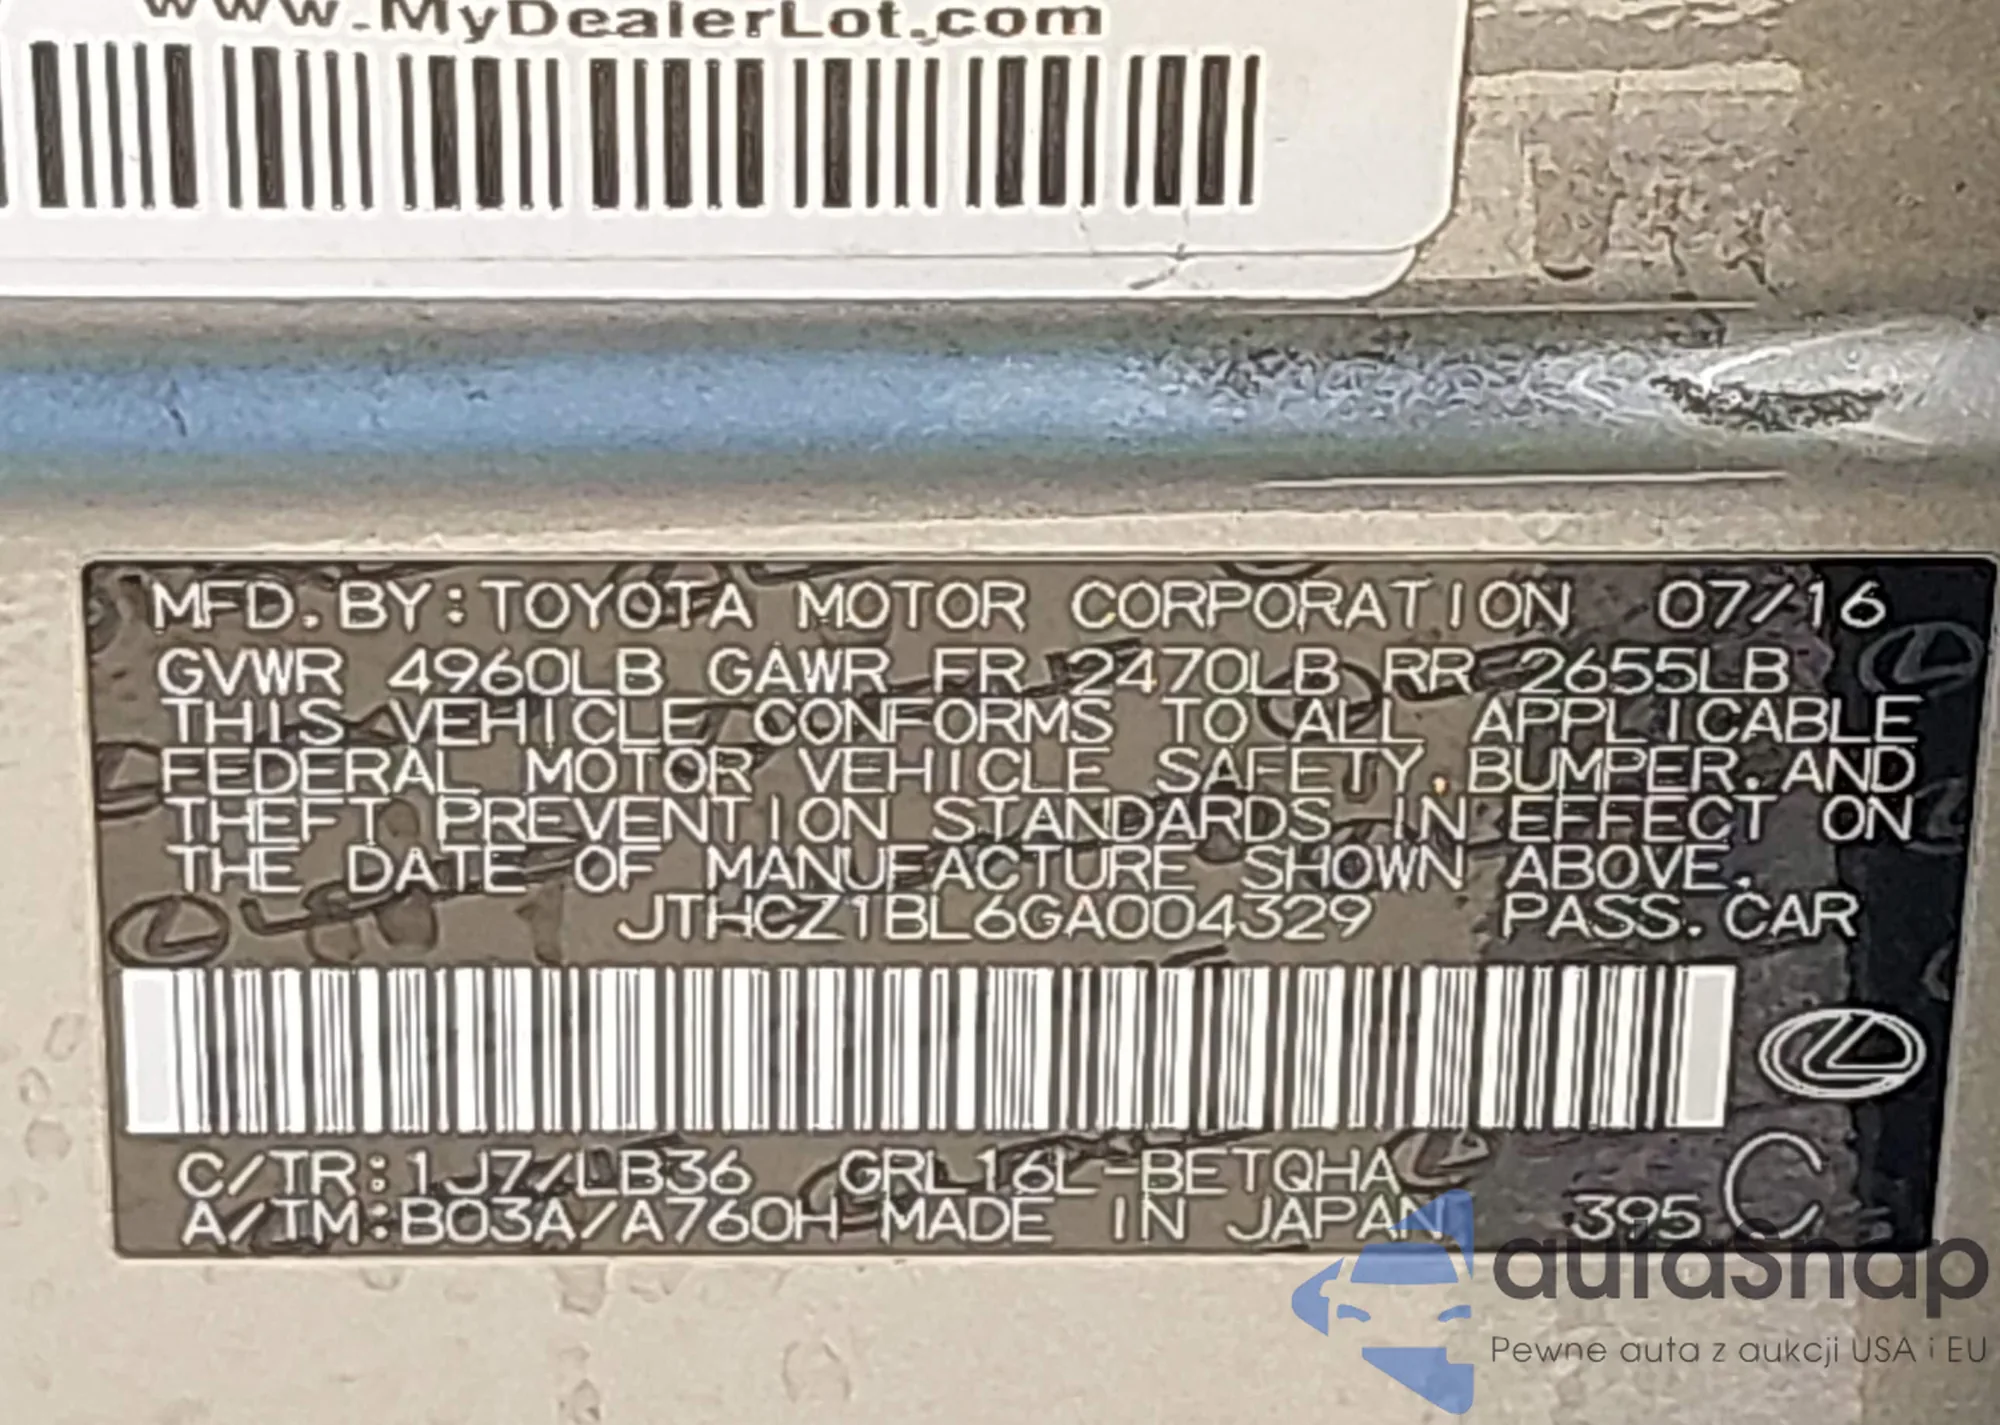 www.MyDealerLot.com
MFD. BY: TOYOTA MOTOR CORPORATION 07/16
GVWR 4960LB GAWR FR 2470LB RR 2655LB
THIS VEHICLE CONFORMS TO ALL APPLICABLE
FEDERAL MOTOR VEHICLE SAFETY, BUMPER, AND
THEFT PREVENTION STANDARDS IN EFFECT ON
THE DATE OF MANUFACTURE SHOWN ABOVE.
JTHCZ1BL6GA004329 PASS. CAR
C/TR: 1J7/LB36 GRL16L-BETQHA C
A/TM: B03A/A760H MADE IN JAPAN 395
autaSnap
Pewne auta z aukcji USA i EU